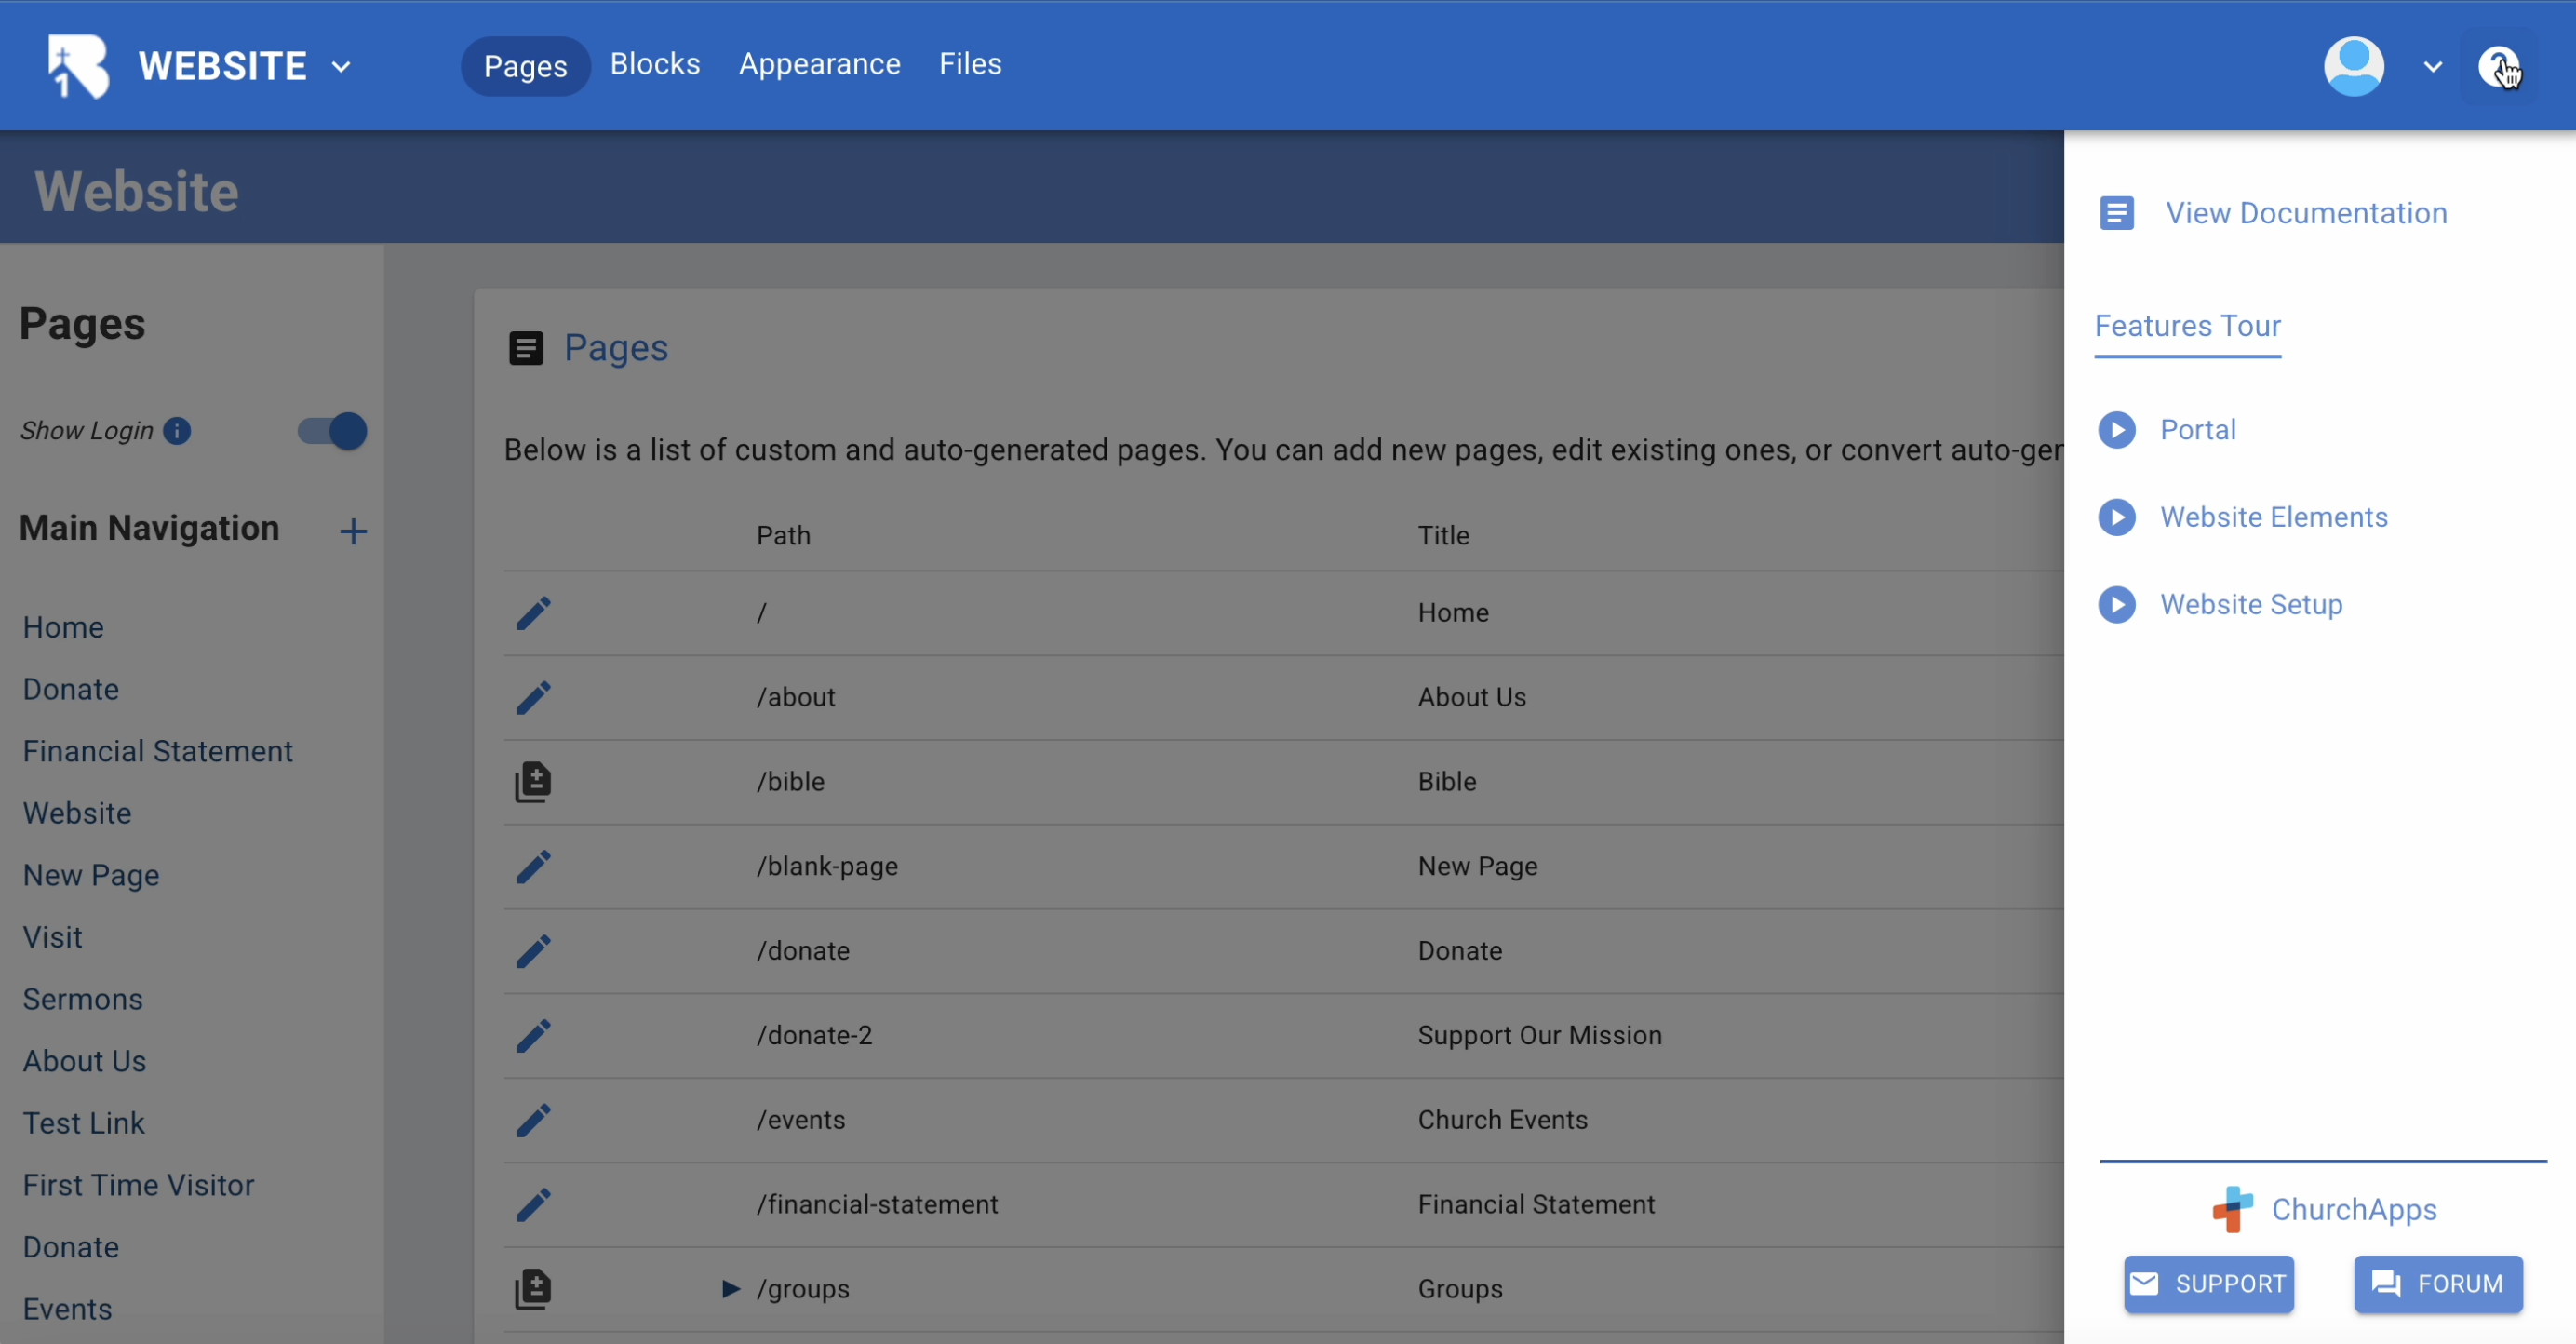 WEBSITE
Pages Blocks Appearance Files
Website
Pages
Show Login
Main Navigation
Home
Donate
Financial Statement
Website
New Page
Visit
Sermons
About Us
Test Link
First Time Visitor
Donate
Events
Pages
Below is a list of custom and auto-generated pages. You can add new pages, edit existing ones, or convert auto-ger
Path Title
/ Home
/about About Us
/bible Bible
/blank-page New Page
/donate Donate
/donate-2 Support Our Mission
/events Church Events
/financial-statement Financial Statement
/groups Groups
View Documentation
Features Tour
Portal
Website Elements
Website Setup
ChurchApps
SUPPORT FORUM